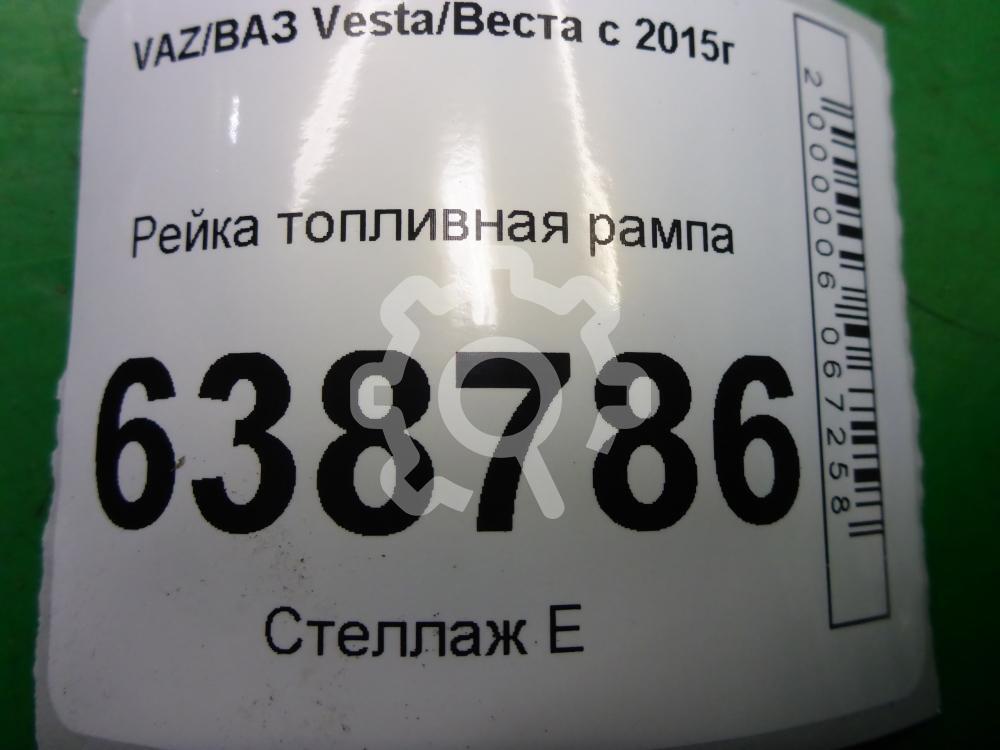 VAZ/ВАЗ Vesta/Веста с 2015г
Рейка топливная рампа
638786
Стеллаж Е
2000006067258